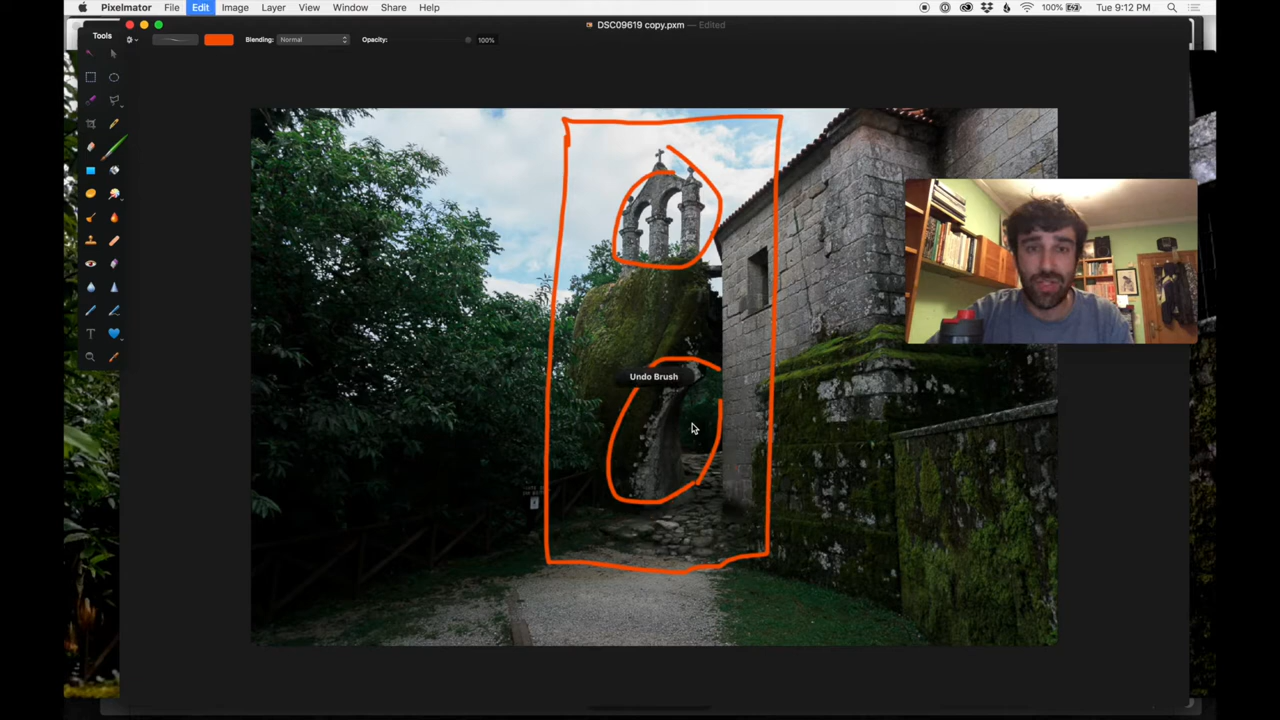 Pixelmator File Edit Image Layer View Window Share Help
100% Tue 9:12 PM
DSC09619 copy.pxm — Edited
Tools
Blending: Normal Opacity: 100%
Undo Brush
T